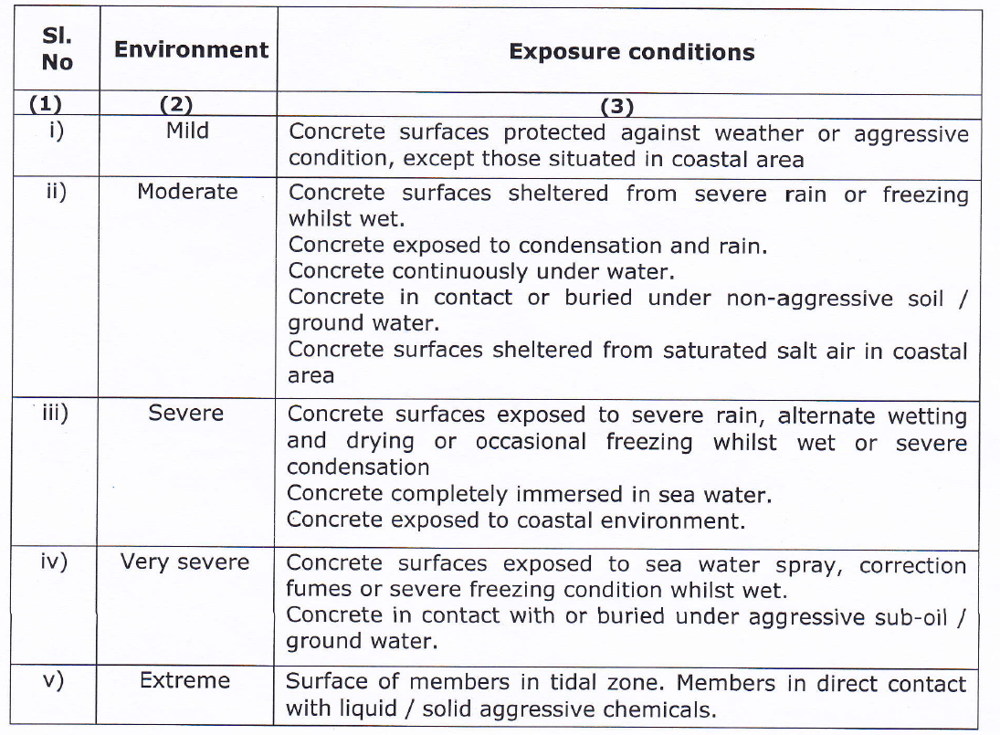 Sl. No Environment Exposure conditions
(1) (2) (3)
i) Mild Concrete surfaces protected against weather or aggressive
condition, except those situated in coastal area
ii) Moderate Concrete surfaces sheltered from severe rain or freezing
whilst wet.
Concrete exposed to condensation and rain.
Concrete continuously under water.
Concrete in contact or buried under non-aggressive soil /
ground water.
Concrete surfaces sheltered from saturated salt air in coastal
area
iii) Severe Concrete surfaces exposed to severe rain, alternate wetting
and drying or occasional freezing whilst wet or severe
condensation
Concrete completely immersed in sea water.
Concrete exposed to coastal environment.
iv) Very severe Concrete surfaces exposed to sea water spray, correction
fumes or severe freezing condition whilst wet.
Concrete in contact with or buried under aggressive sub-oil /
ground water.
v) Extreme Surface of members in tidal zone. Members in direct contact
with liquid / solid aggressive chemicals.